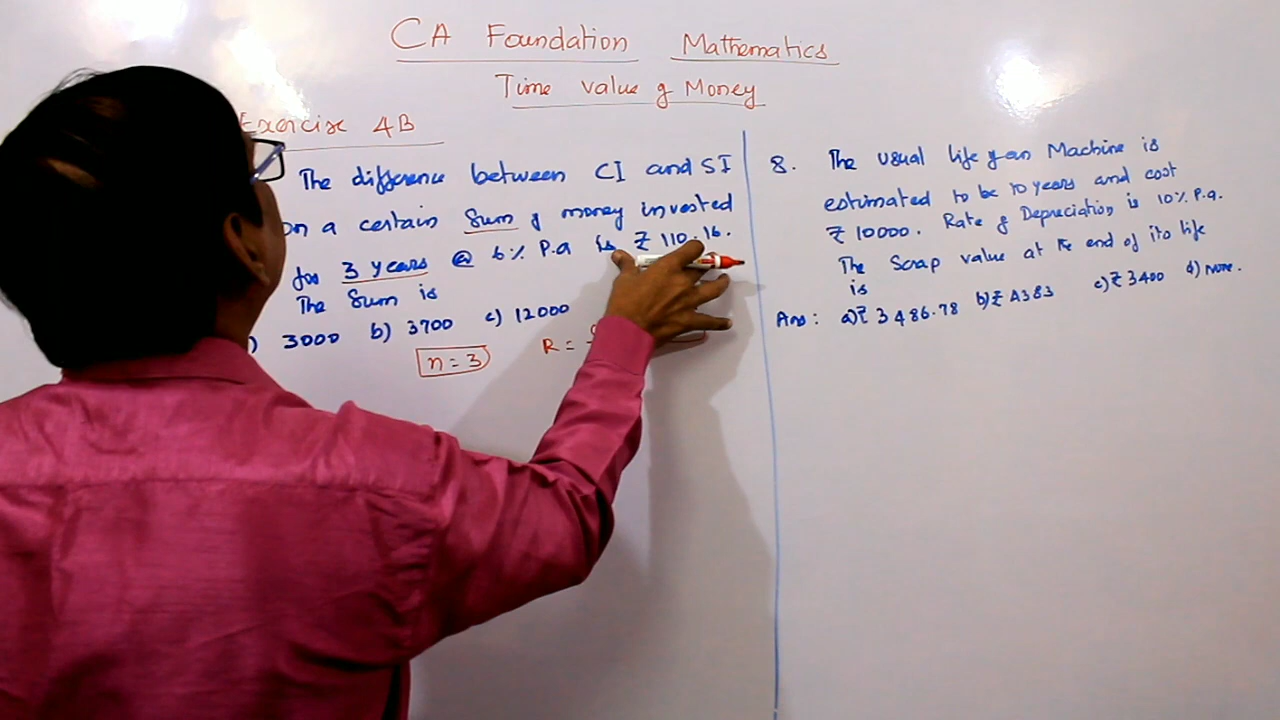 CA Foundation Mathematics
Time value of Money
Exercise 4B
The difference between CI and SI
on a certain Sum of money invested
for 3 years @ 6% P.a is ₹ 110.16.
The Sum is
) 3000 b) 3700 c) 12000
n = 3 R =
8. The usual life of an Machine is
estimated to be 10 years and cost
₹ 10000. Rate of Depreciation is 10% P.a.
The Scrap value at the end of its life
is
Ans: a) ₹ 3486.78 b) ₹ 4383 c) ₹ 3400 d) None.